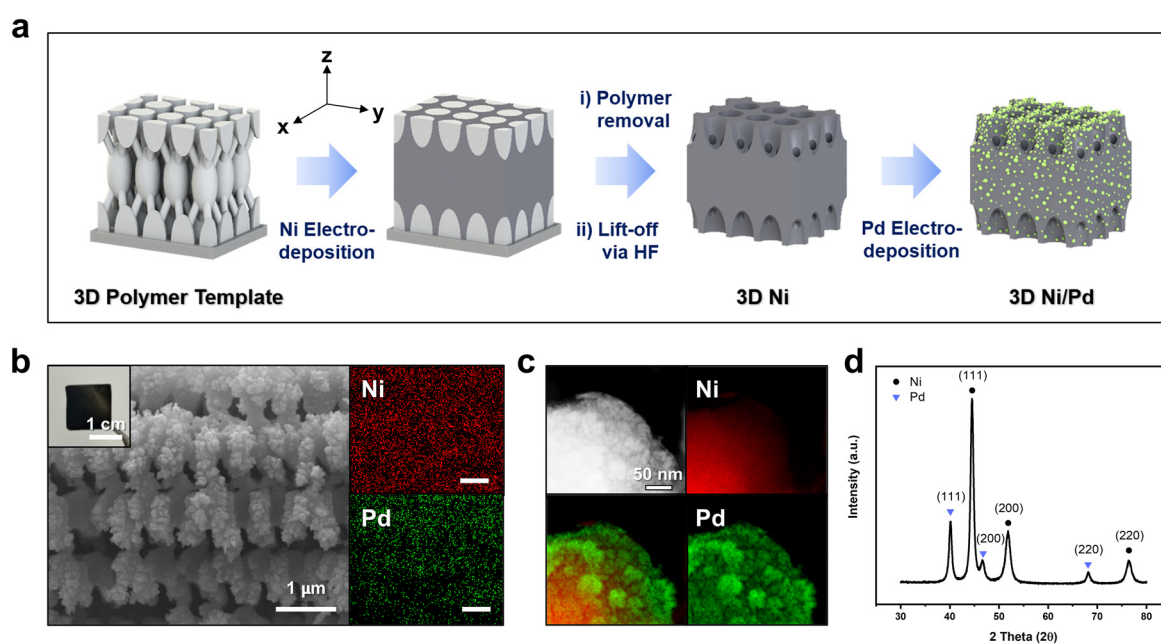 a
z
x
y
i) Polymer
removal
Ni Electro-
deposition
ii) Lift-off
via HF
Pd Electro-
deposition
3D Polymer Template
3D Ni
3D Ni/Pd
b
1 cm
1 μm
Ni
Pd
c
50 nm
Ni
Pd
d
Ni
Pd
(111)
(111)
(200)
(200)
(220)
(220)
Intensity (a.u.)
30 40 50 60 70 80
2 Theta (2θ)